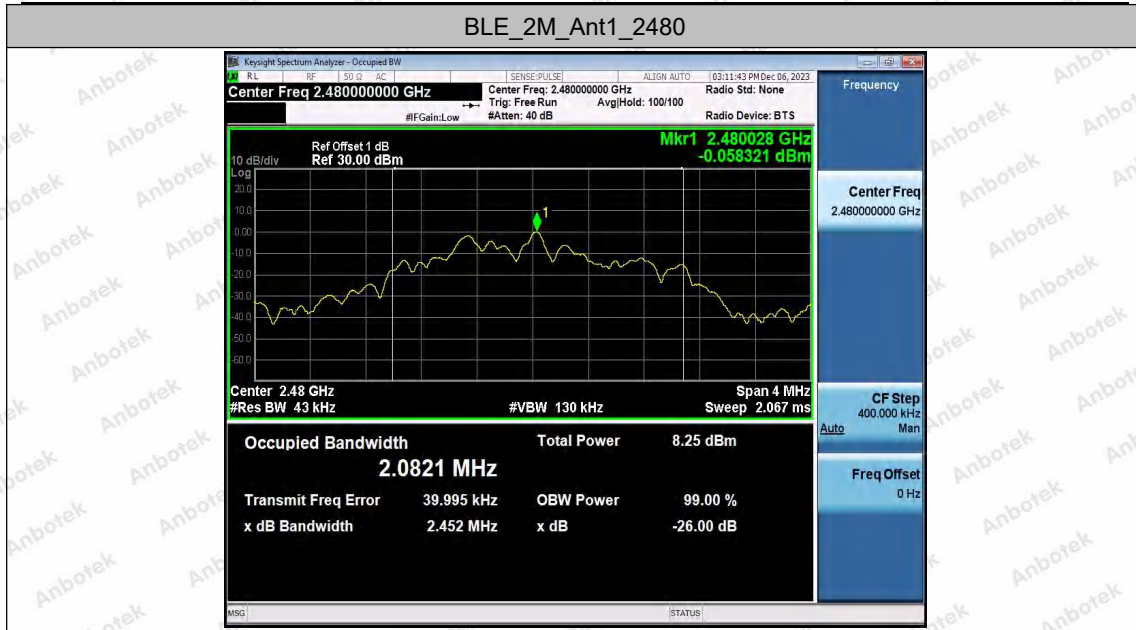 BLE_2M_Ant1_2480
Keysight Spectrum Analyzer - Occupied BW
RL RF 50 Ω AC SENSE:PULSE ALIGN AUTO 03:11:43 PM Dec 06, 2023
Center Freq 2.480000000 GHz Center Freq: 2.480000000 GHz Radio Std: None
Trig: Free Run Avg|Hold: 100/100
#IFGain:Low #Atten: 40 dB Radio Device: BTS
Frequency
Mkr1 2.480028 GHz
-0.058321 dBm
Ref Offset 1 dB
10 dB/div Ref 30.00 dBm
Log
20.0
10.0
0.00
-10.0
-20.0
-30.0
-40.0
-50.0
-60.0
1
Center Freq
2.480000000 GHz
Center 2.48 GHz Span 4 MHz
#Res BW 43 kHz #VBW 130 kHz Sweep 2.067 ms
CF Step
400.000 kHz
Auto Man
Occupied Bandwidth Total Power 8.25 dBm
2.0821 MHz
Transmit Freq Error 39.995 kHz OBW Power 99.00 %
x dB Bandwidth 2.452 MHz x dB -26.00 dB
Freq Offset
0 Hz
MSG STATUS
Anbotek